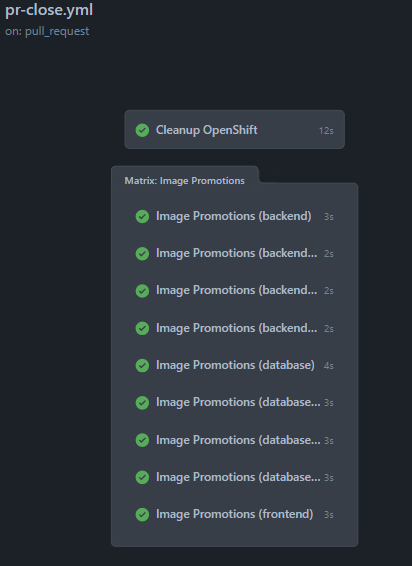 pr-close.yml
on: pull_request
Cleanup OpenShift 12s
Matrix: Image Promotions
Image Promotions (backend) 3s
Image Promotions (backend... 2s
Image Promotions (backend... 2s
Image Promotions (backend... 2s
Image Promotions (database) 4s
Image Promotions (database... 3s
Image Promotions (database... 3s
Image Promotions (database... 3s
Image Promotions (frontend) 3s